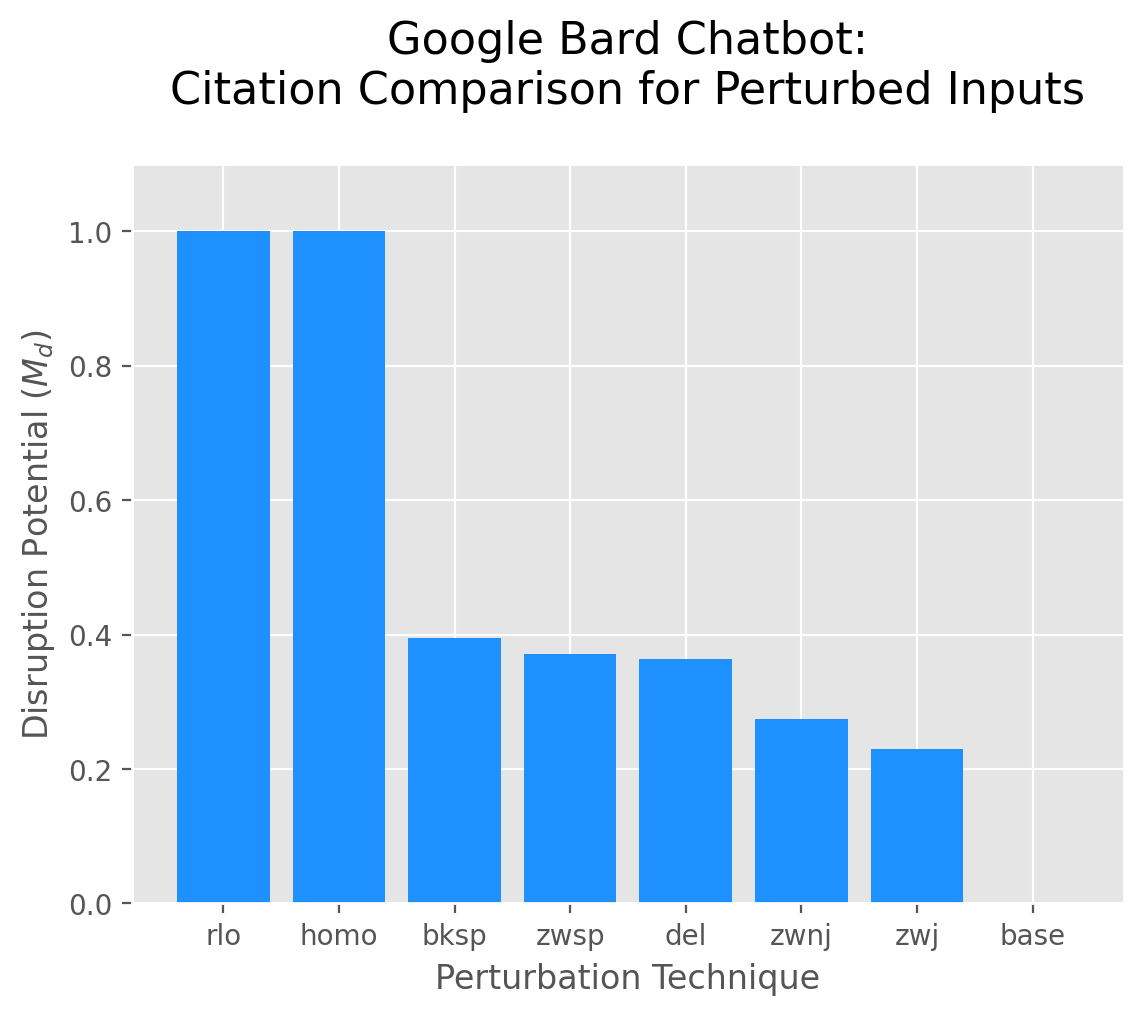 Google Bard Chatbot:
Citation Comparison for Perturbed Inputs
Disruption Potential (M_d)
1.0
0.8
0.6
0.4
0.2
0.0
rlo homo bksp zwsp del zwnj zwj base
Perturbation Technique